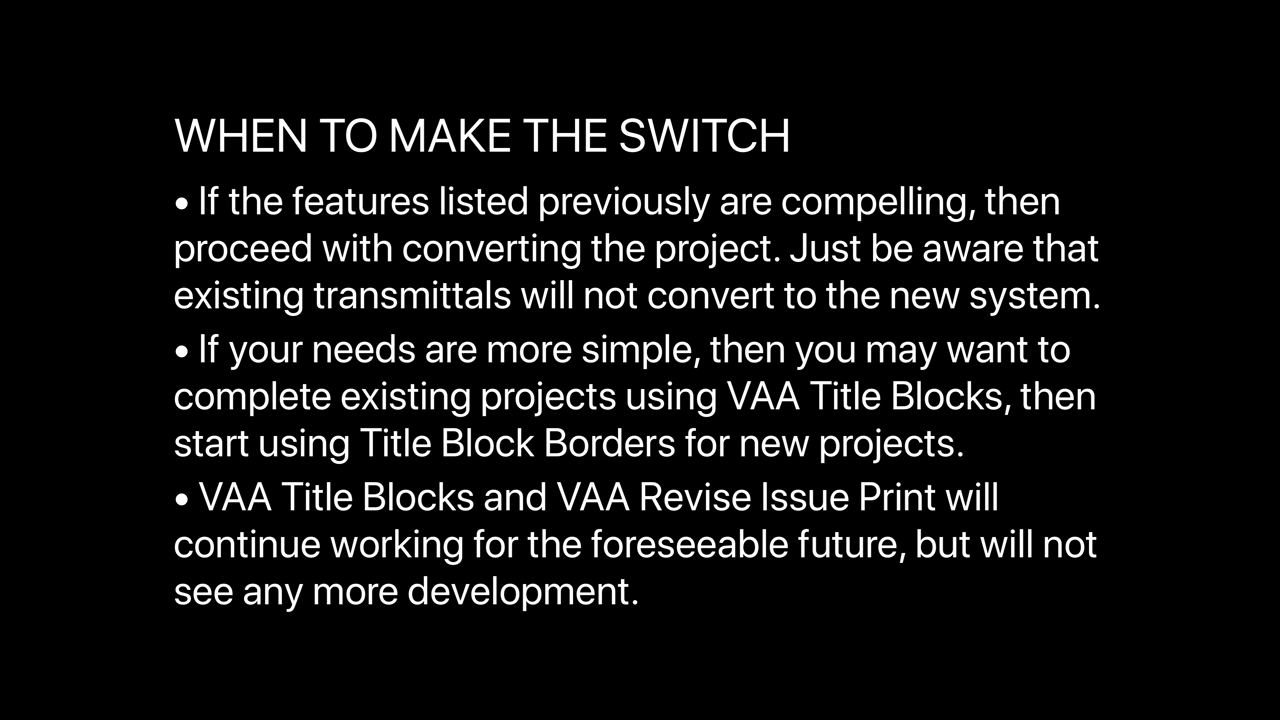 WHEN TO MAKE THE SWITCH
• If the features listed previously are compelling, then
proceed with converting the project. Just be aware that
existing transmittals will not convert to the new system.
• If your needs are more simple, then you may want to
complete existing projects using VAA Title Blocks, then
start using Title Block Borders for new projects.
• VAA Title Blocks and VAA Revise Issue Print will
continue working for the foreseeable future, but will not
see any more development.